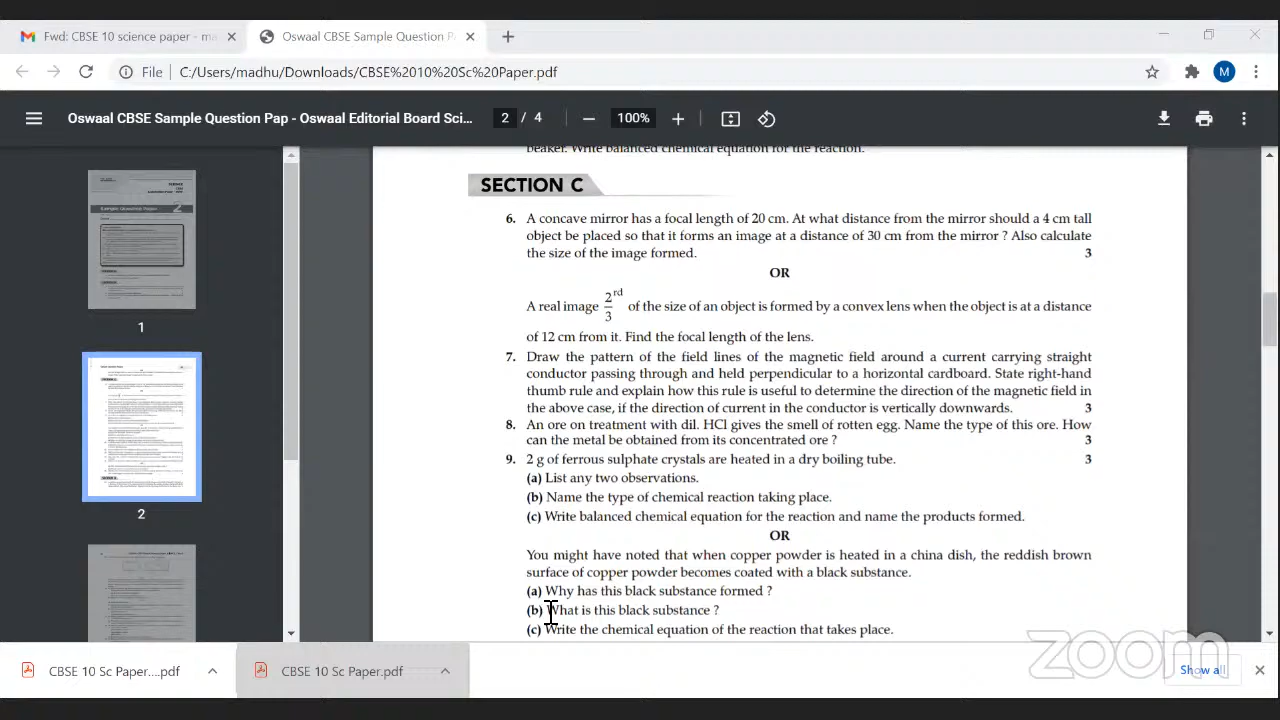 Fwd: CBSE 10 science paper - ma
Oswaal CBSE Sample Question P
File
C:/Users/madhu/Downloads/CBSE%2010%20Sc%20Paper.pdf
M
Oswaal CBSE Sample Question Pap - Oswaal Editorial Board Sci...
2 / 4
100%
beaker. Write balanced chemical equation for the reaction.
SECTION C
6. A concave mirror has a focal length of 20 cm. At what distance from the mirror should a 4 cm tall
object be placed so that it forms an image at a distance of 30 cm from the mirror ? Also calculate
the size of the image formed. 3
OR
A real image 2/3 rd of the size of an object is formed by a convex lens when the object is at a distance
of 12 cm from it. Find the focal length of the lens.
7. Draw the pattern of the field lines of the magnetic field around a current carrying straight
conductor passing through and held perpendicular to a horizontal cardboard. State right-hand
thumb rule and explain how this rule is useful to determine the direction of the magnetic field in
the above case, if the direction of current in the conductor is vertically downwards. 3
8. An ore on treatment with dil. HCl gives the smell of rotten egg. Name the type of this ore. How
can the metal be obtained from its concentrated ore ? 3
9. 2 g of ferrous sulphate crystals are heated in a dry boiling tube. 3
(a) List any two observations.
(b) Name the type of chemical reaction taking place.
(c) Write balanced chemical equation for the reaction and name the products formed.
OR
You might have noted that when copper powder is heated in a china dish, the reddish brown
surface of copper powder becomes coated with a black substance.
(a) Why has this black substance formed ?
(b) What is this black substance ?
(c) Write the chemical equation of the reaction that takes place.
1
2
CBSE 10 Sc Paper....pdf
CBSE 10 Sc Paper.pdf
Show all
zoom